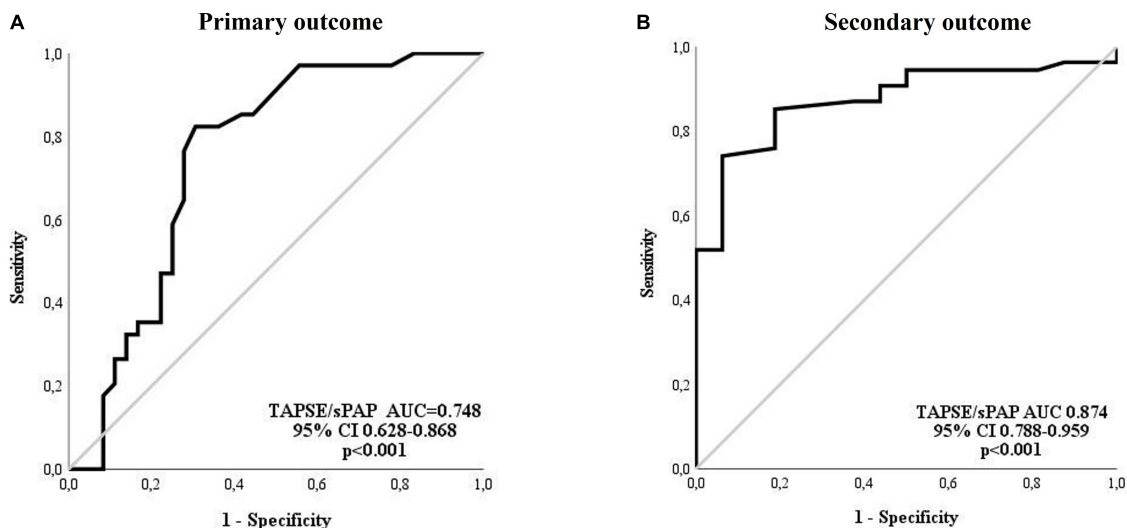 A
Primary outcome
1,0
0,8
0,6
0,4
0,2
0,0
Sensitivity
TAPSE/sPAP AUC=0.748
95% CI 0.628-0.868
p<0.001
0,0 0,2 0,4 0,6 0,8 1,0
1 - Specificity
B
Secondary outcome
1,0
0,8
0,6
0,4
0,2
0,0
Sensitivity
TAPSE/sPAP AUC 0.874
95% CI 0.788-0.959
p<0.001
0,0 0,2 0,4 0,6 0,8 1,0
1 - Specificity